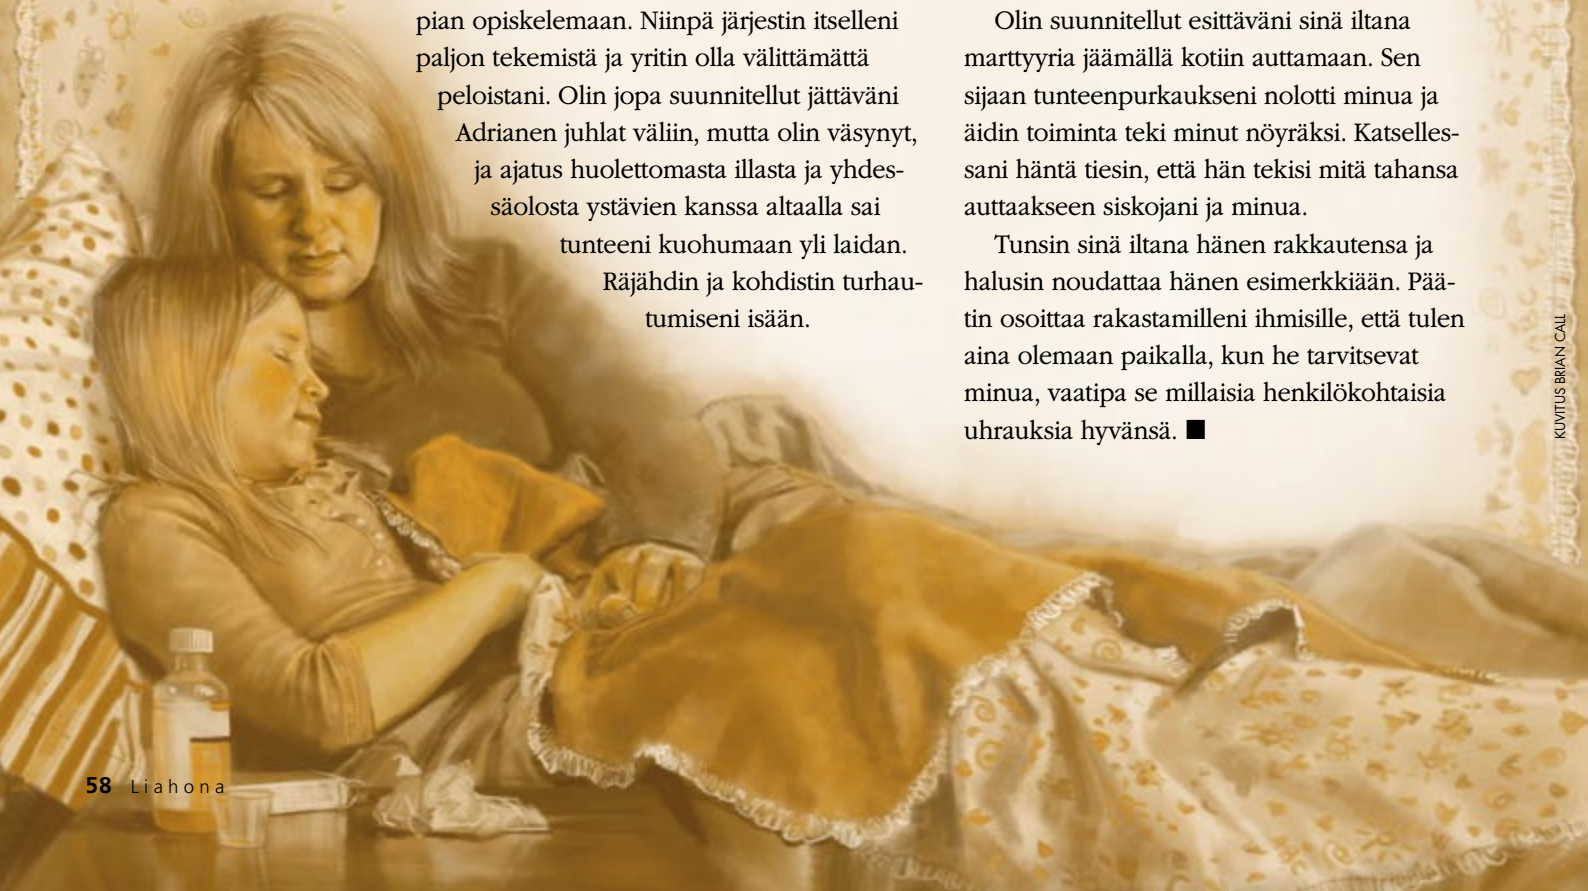 pian opiskelemaan. Niinpä järjestin itselleni
paljon tekemistä ja yritin olla välittämättä
peloistani. Olin jopa suunnitellut jättäväni
Adrianen juhlat väliin, mutta olin väsynyt,
ja ajatus huolettomasta illasta ja yhdes-
säolosta ystävien kanssa altaalla sai
tunteeni kuohumaan yli laidan.
Räjähdin ja kohdistin turhau-
tumiseni isään.
Olin suunnitellut esittäväni sinä iltana
marttyyria jäämällä kotiin auttamaan. Sen
sijaan tunteenpurkaukseni nolotti minua ja
äidin toiminta teki minut nöyräksi. Katselles-
sani häntä tiesin, että hän tekisi mitä tahansa
auttaakseen siskojani ja minua.
Tunsin sinä iltana hänen rakkautensa ja
halusin noudattaa hänen esimerkkiään. Pää-
tin osoittaa rakastamilleni ihmisille, että tulen
aina olemaan paikalla, kun he tarvitsevat
minua, vaatipa se millaisia henkilökohtaisia
uhrauksia hyvänsä. ■
KUVITUS BRIAN CALL
58 Liahona